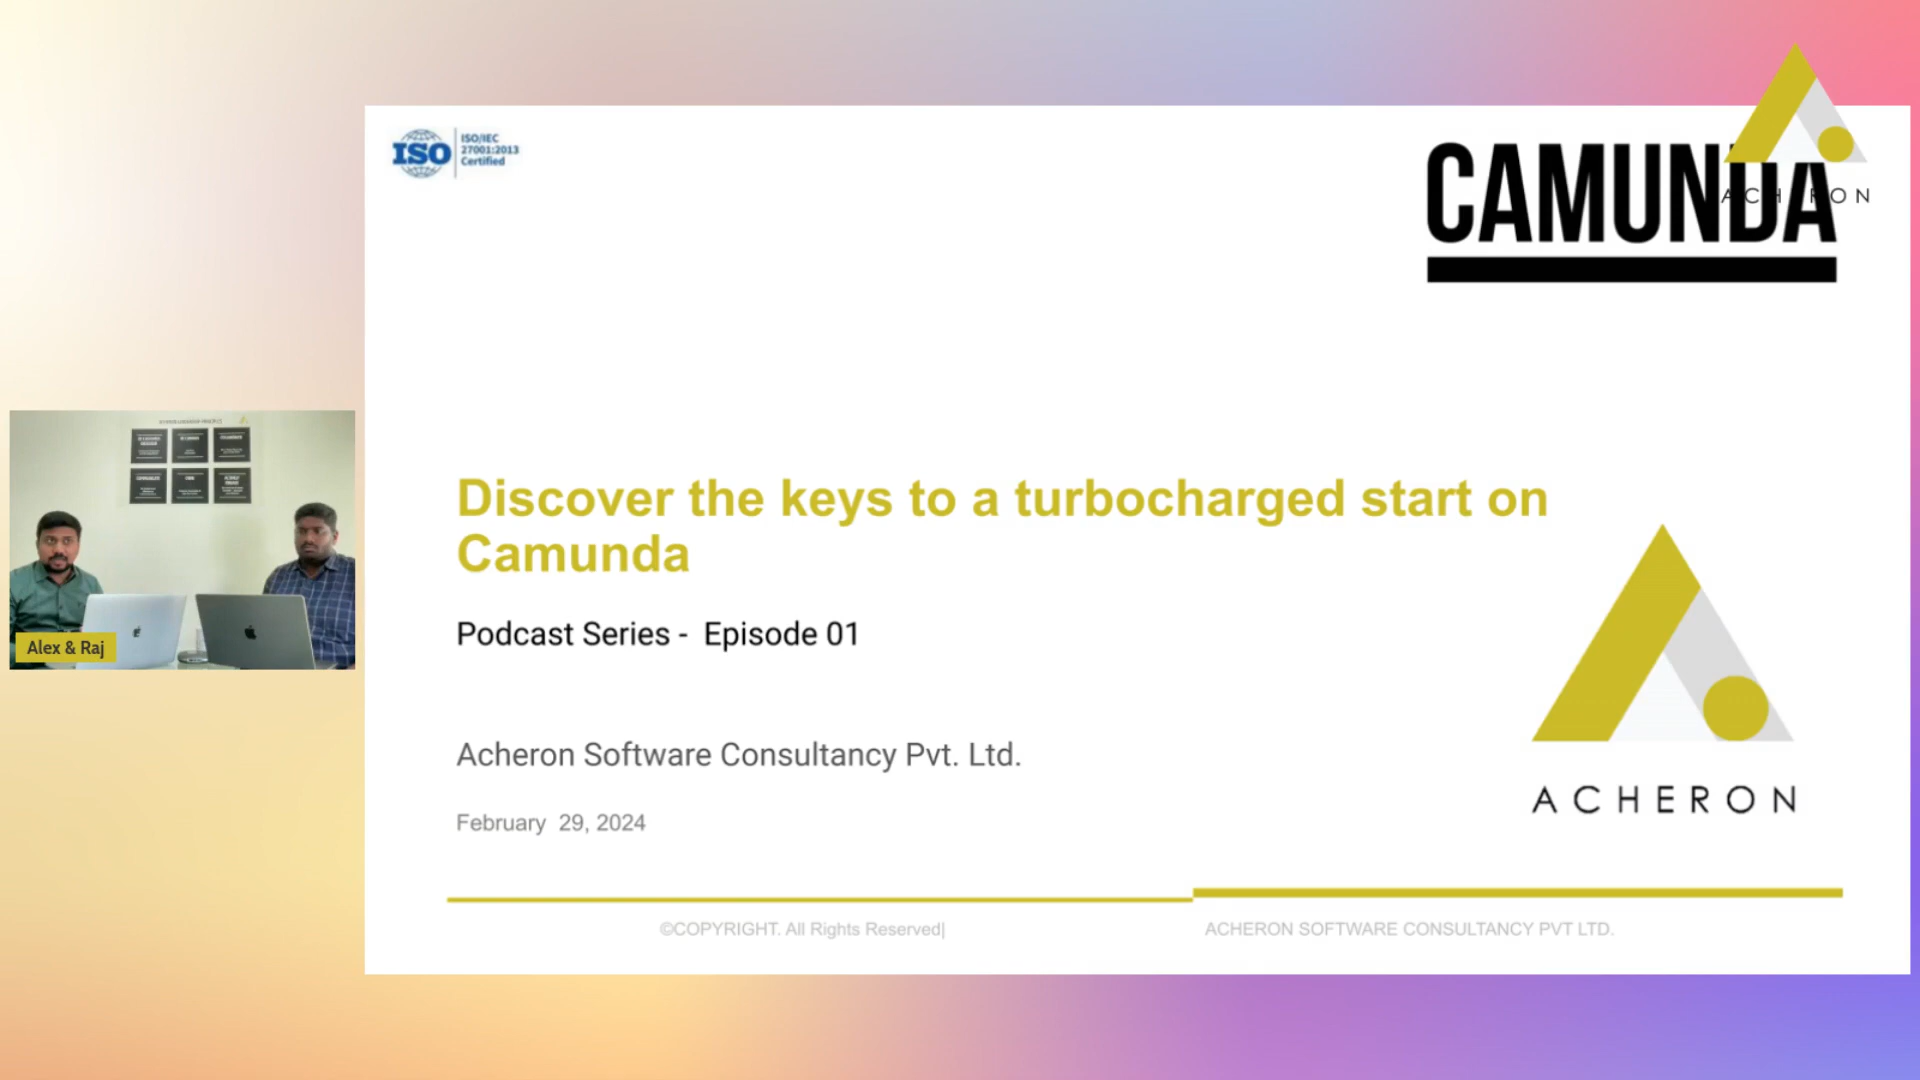 ISO
ISO/IEC
27001:2013
Certified
CAMUNDA
ACHERON
Discover the keys to a turbocharged start on
Camunda
Podcast Series -  Episode 01
Alex & Raj
Acheron Software Consultancy Pvt. Ltd.
February  29, 2024
ACHERON
©COPYRIGHT. All Rights Reserved|
ACHERON SOFTWARE CONSULTANCY PVT LTD.